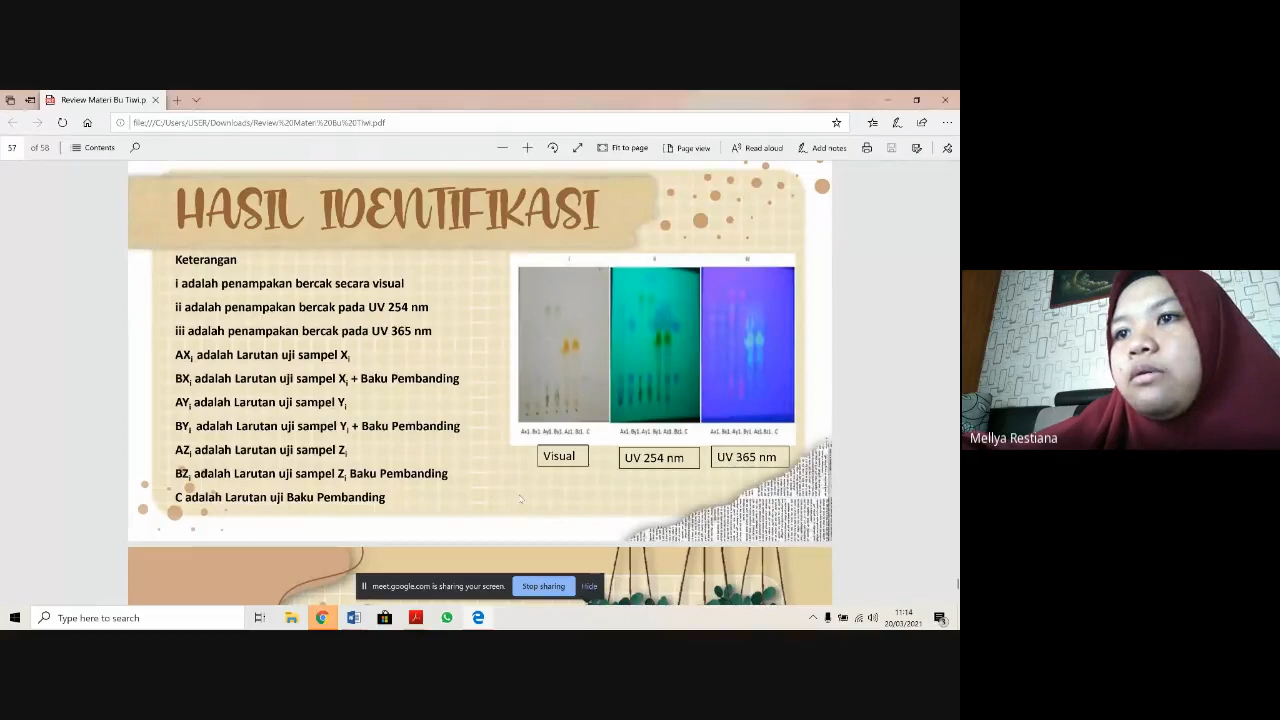 Review Materi Bu Tiwi.p
file:///C:/Users/USER/Downloads/Review%20Materi%20Bu%20Tiwi.pdf
57 of 58
Contents
Fit to page
Page view
Read aloud
Add notes
HASIL IDENTIFIKASI
Keterangan
i adalah penampakan bercak secara visual
ii adalah penampakan bercak pada UV 254 nm
iii adalah penampakan bercak pada UV 365 nm
AXi adalah Larutan uji sampel Xi
BXi adalah Larutan uji sampel Xi + Baku Pembanding
AYi adalah Larutan uji sampel Yi
BYi adalah Larutan uji sampel Yi + Baku Pembanding
AZi adalah Larutan uji sampel Zi
BZi adalah Larutan uji sampel Zi Baku Pembanding
C adalah Larutan uji Baku Pembanding
Visual
UV 254 nm
UV 365 nm
Mellya Restiana
meet.google.com is sharing your screen.
Stop sharing
Hide
Type here to search
11:14
20/03/2021